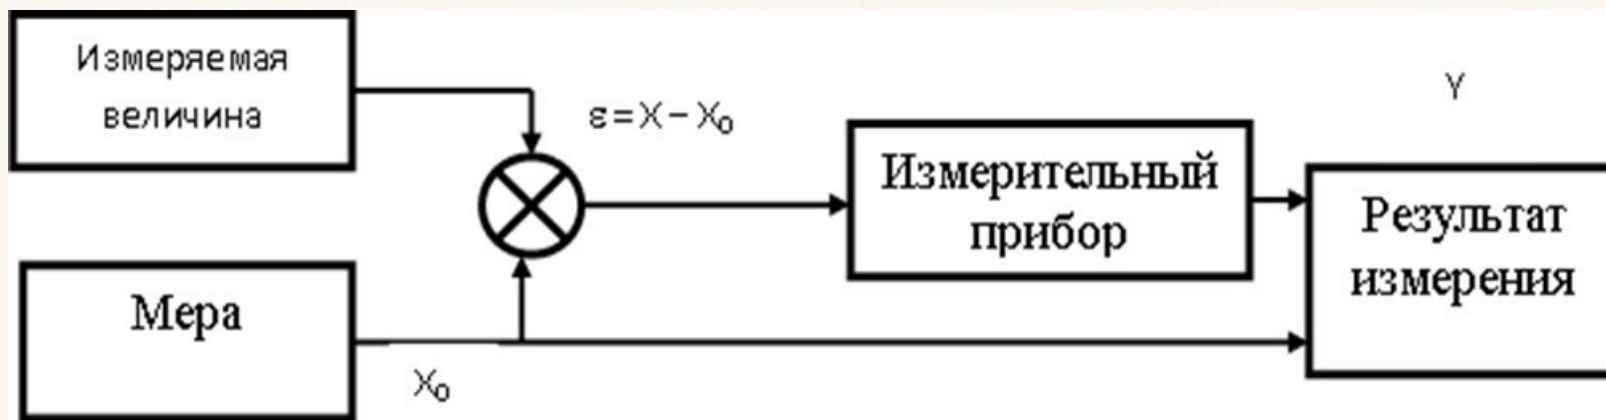 Измеряемая
величина
ε=X−X₀
Y
Измерительный
прибор
Результат
измерения
Мера
X₀